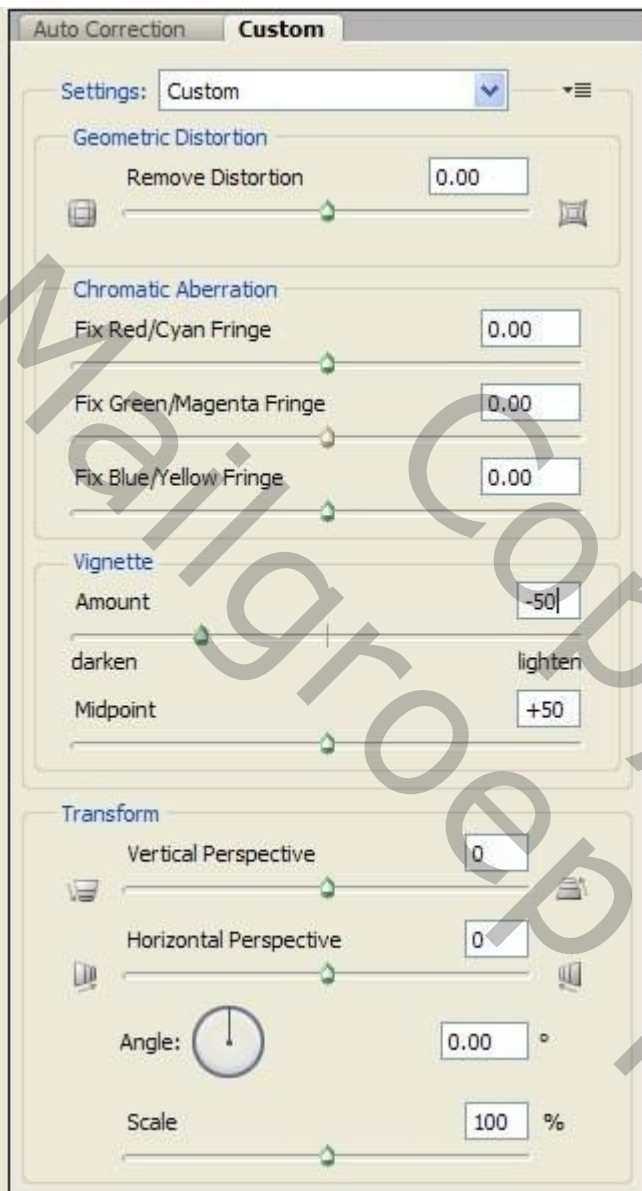 Auto Correction Custom
Settings: Custom
Geometric Distortion
Remove Distortion 0.00
Chromatic Aberration
Fix Red/Cyan Fringe 0.00
Fix Green/Magenta Fringe 0.00
Fix Blue/Yellow Fringe 0.00
Vignette
Amount -50
darken lighten
Midpoint +50
Transform
Vertical Perspective 0
Horizontal Perspective 0
Angle: 0.00 °
Scale 100 %
Mailgroep